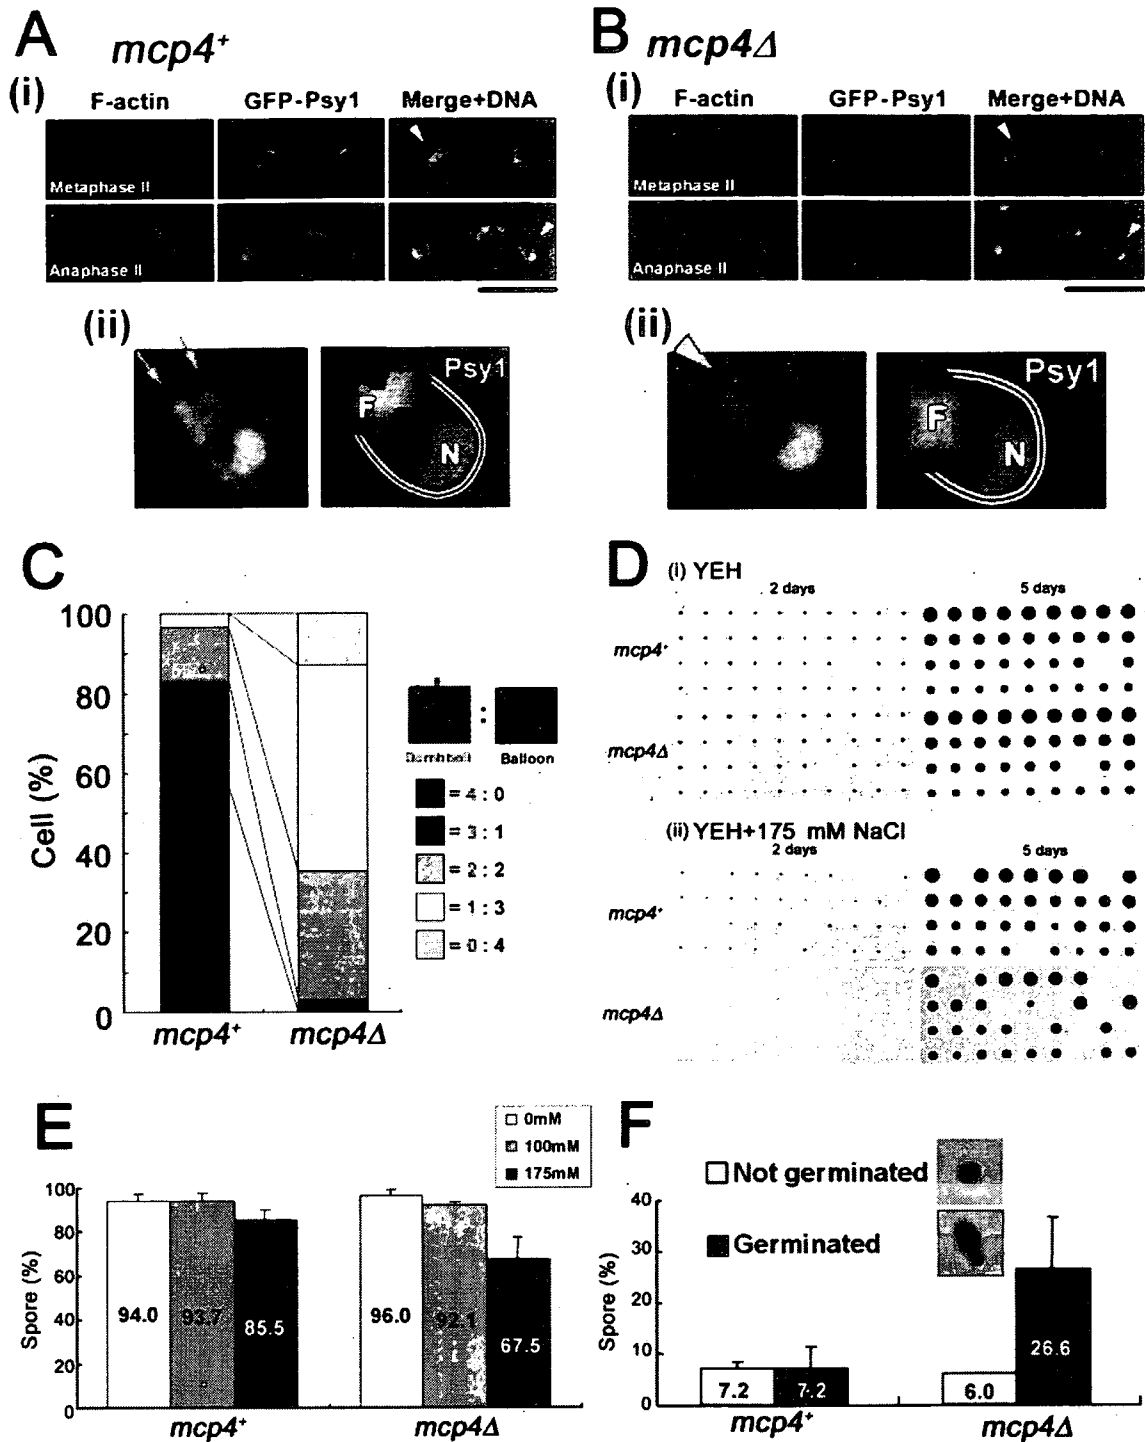 A mcp4+
(i)
F-actin GFP-Psy1 Merge+DNA
Metaphase II
Anaphase II
(ii)
Psy1
F
N
B mcp4Δ
(i)
F-actin GFP-Psy1 Merge+DNA
Metaphase II
Anaphase II
(ii)
Psy1
F
N
C
100
80
60
40
20
0
Cell (%)
mcp4+ mcp4Δ
:
Dumbbell Balloon
= 4 : 0
= 3 : 1
= 2 : 2
= 1 : 3
= 0 : 4
D (i) YEH
2 days 5 days
mcp4+
mcp4Δ
(ii) YEH+175 mM NaCl
2 days 5 days
mcp4+
mcp4Δ
E
0mM
100mM
175mM
100
80
60
40
20
0
Spore (%)
94.0 93.7 85.5
96.0 92.1 67.5
mcp4+ mcp4Δ
F
Not germinated
Germinated
40
30
20
10
0
Spore (%)
7.2 7.2
6.0 26.6
mcp4+ mcp4Δ